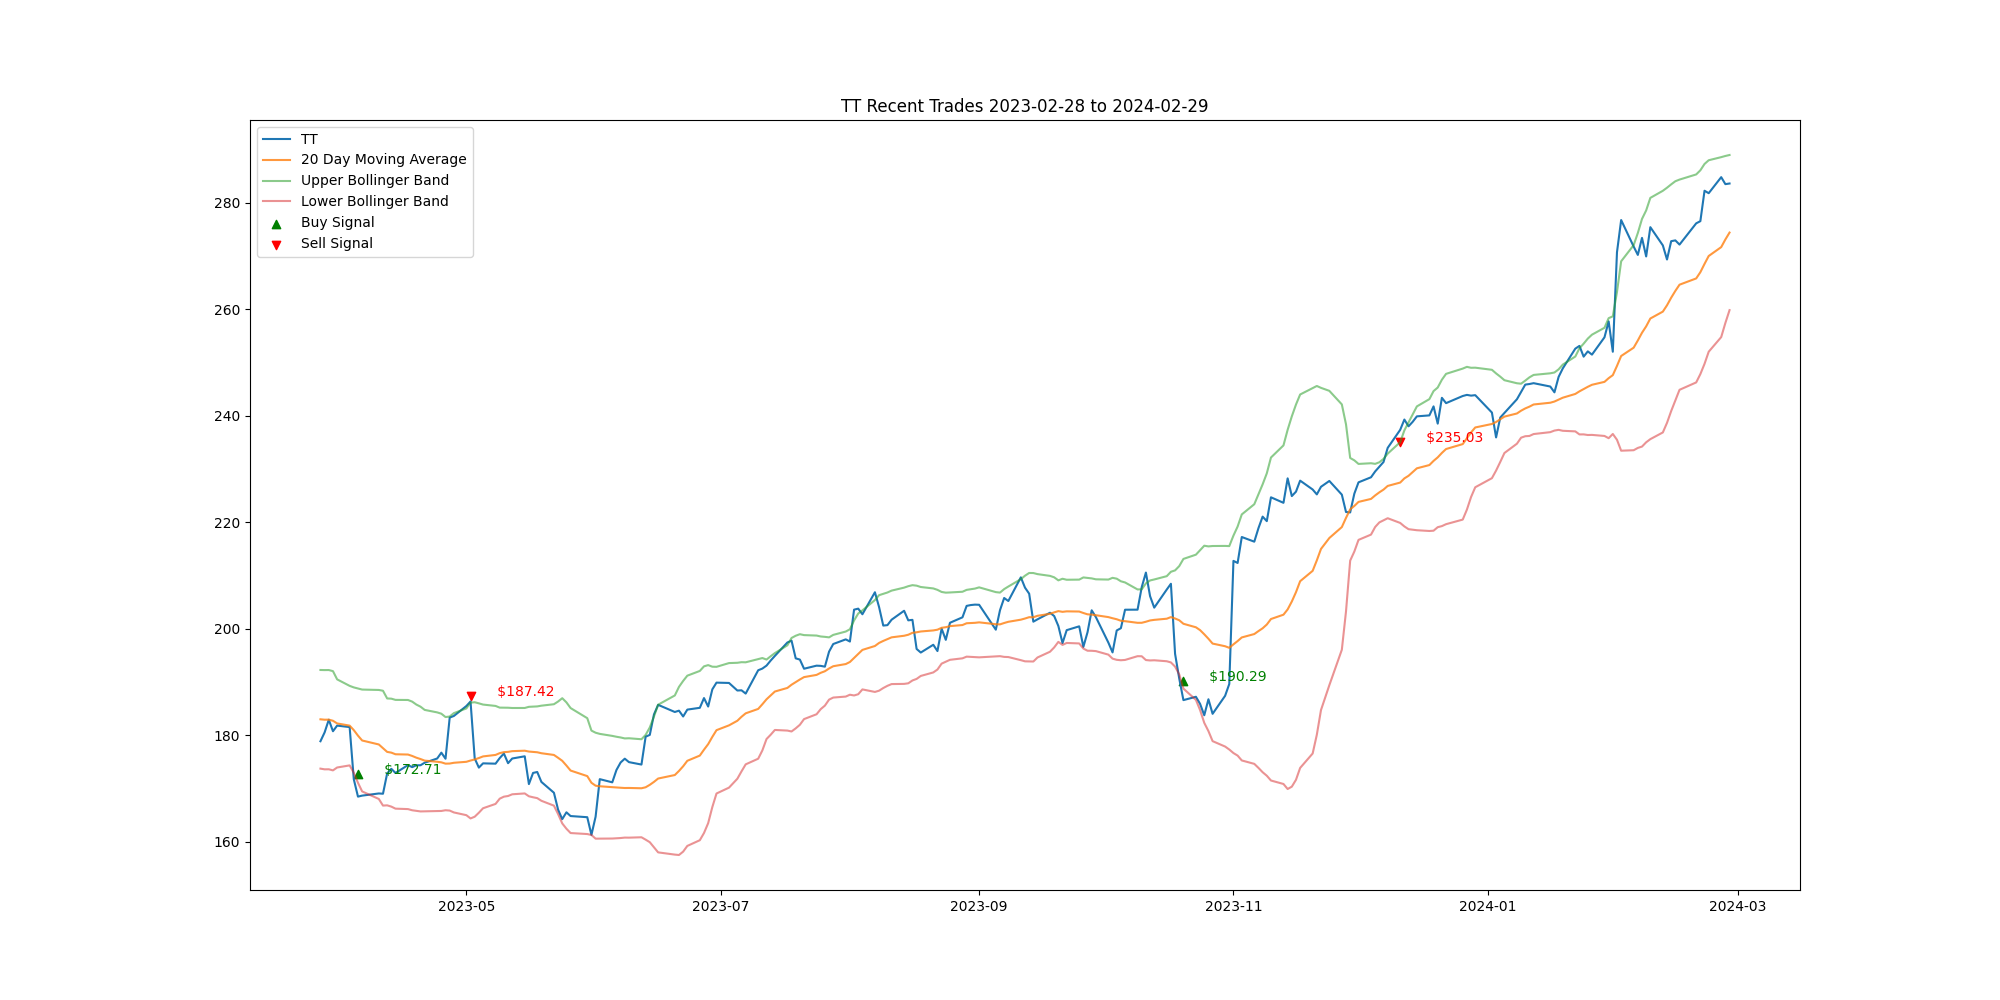 TT Recent Trades 2023-02-28 to 2024-02-29
TT
20 Day Moving Average
Upper Bollinger Band
Lower Bollinger Band
Buy Signal
Sell Signal
280
260
240
220
200
180
160
$235.03
$190.29
$187.42
$172.71
2023-05
2023-07
2023-09
2023-11
2024-01
2024-03